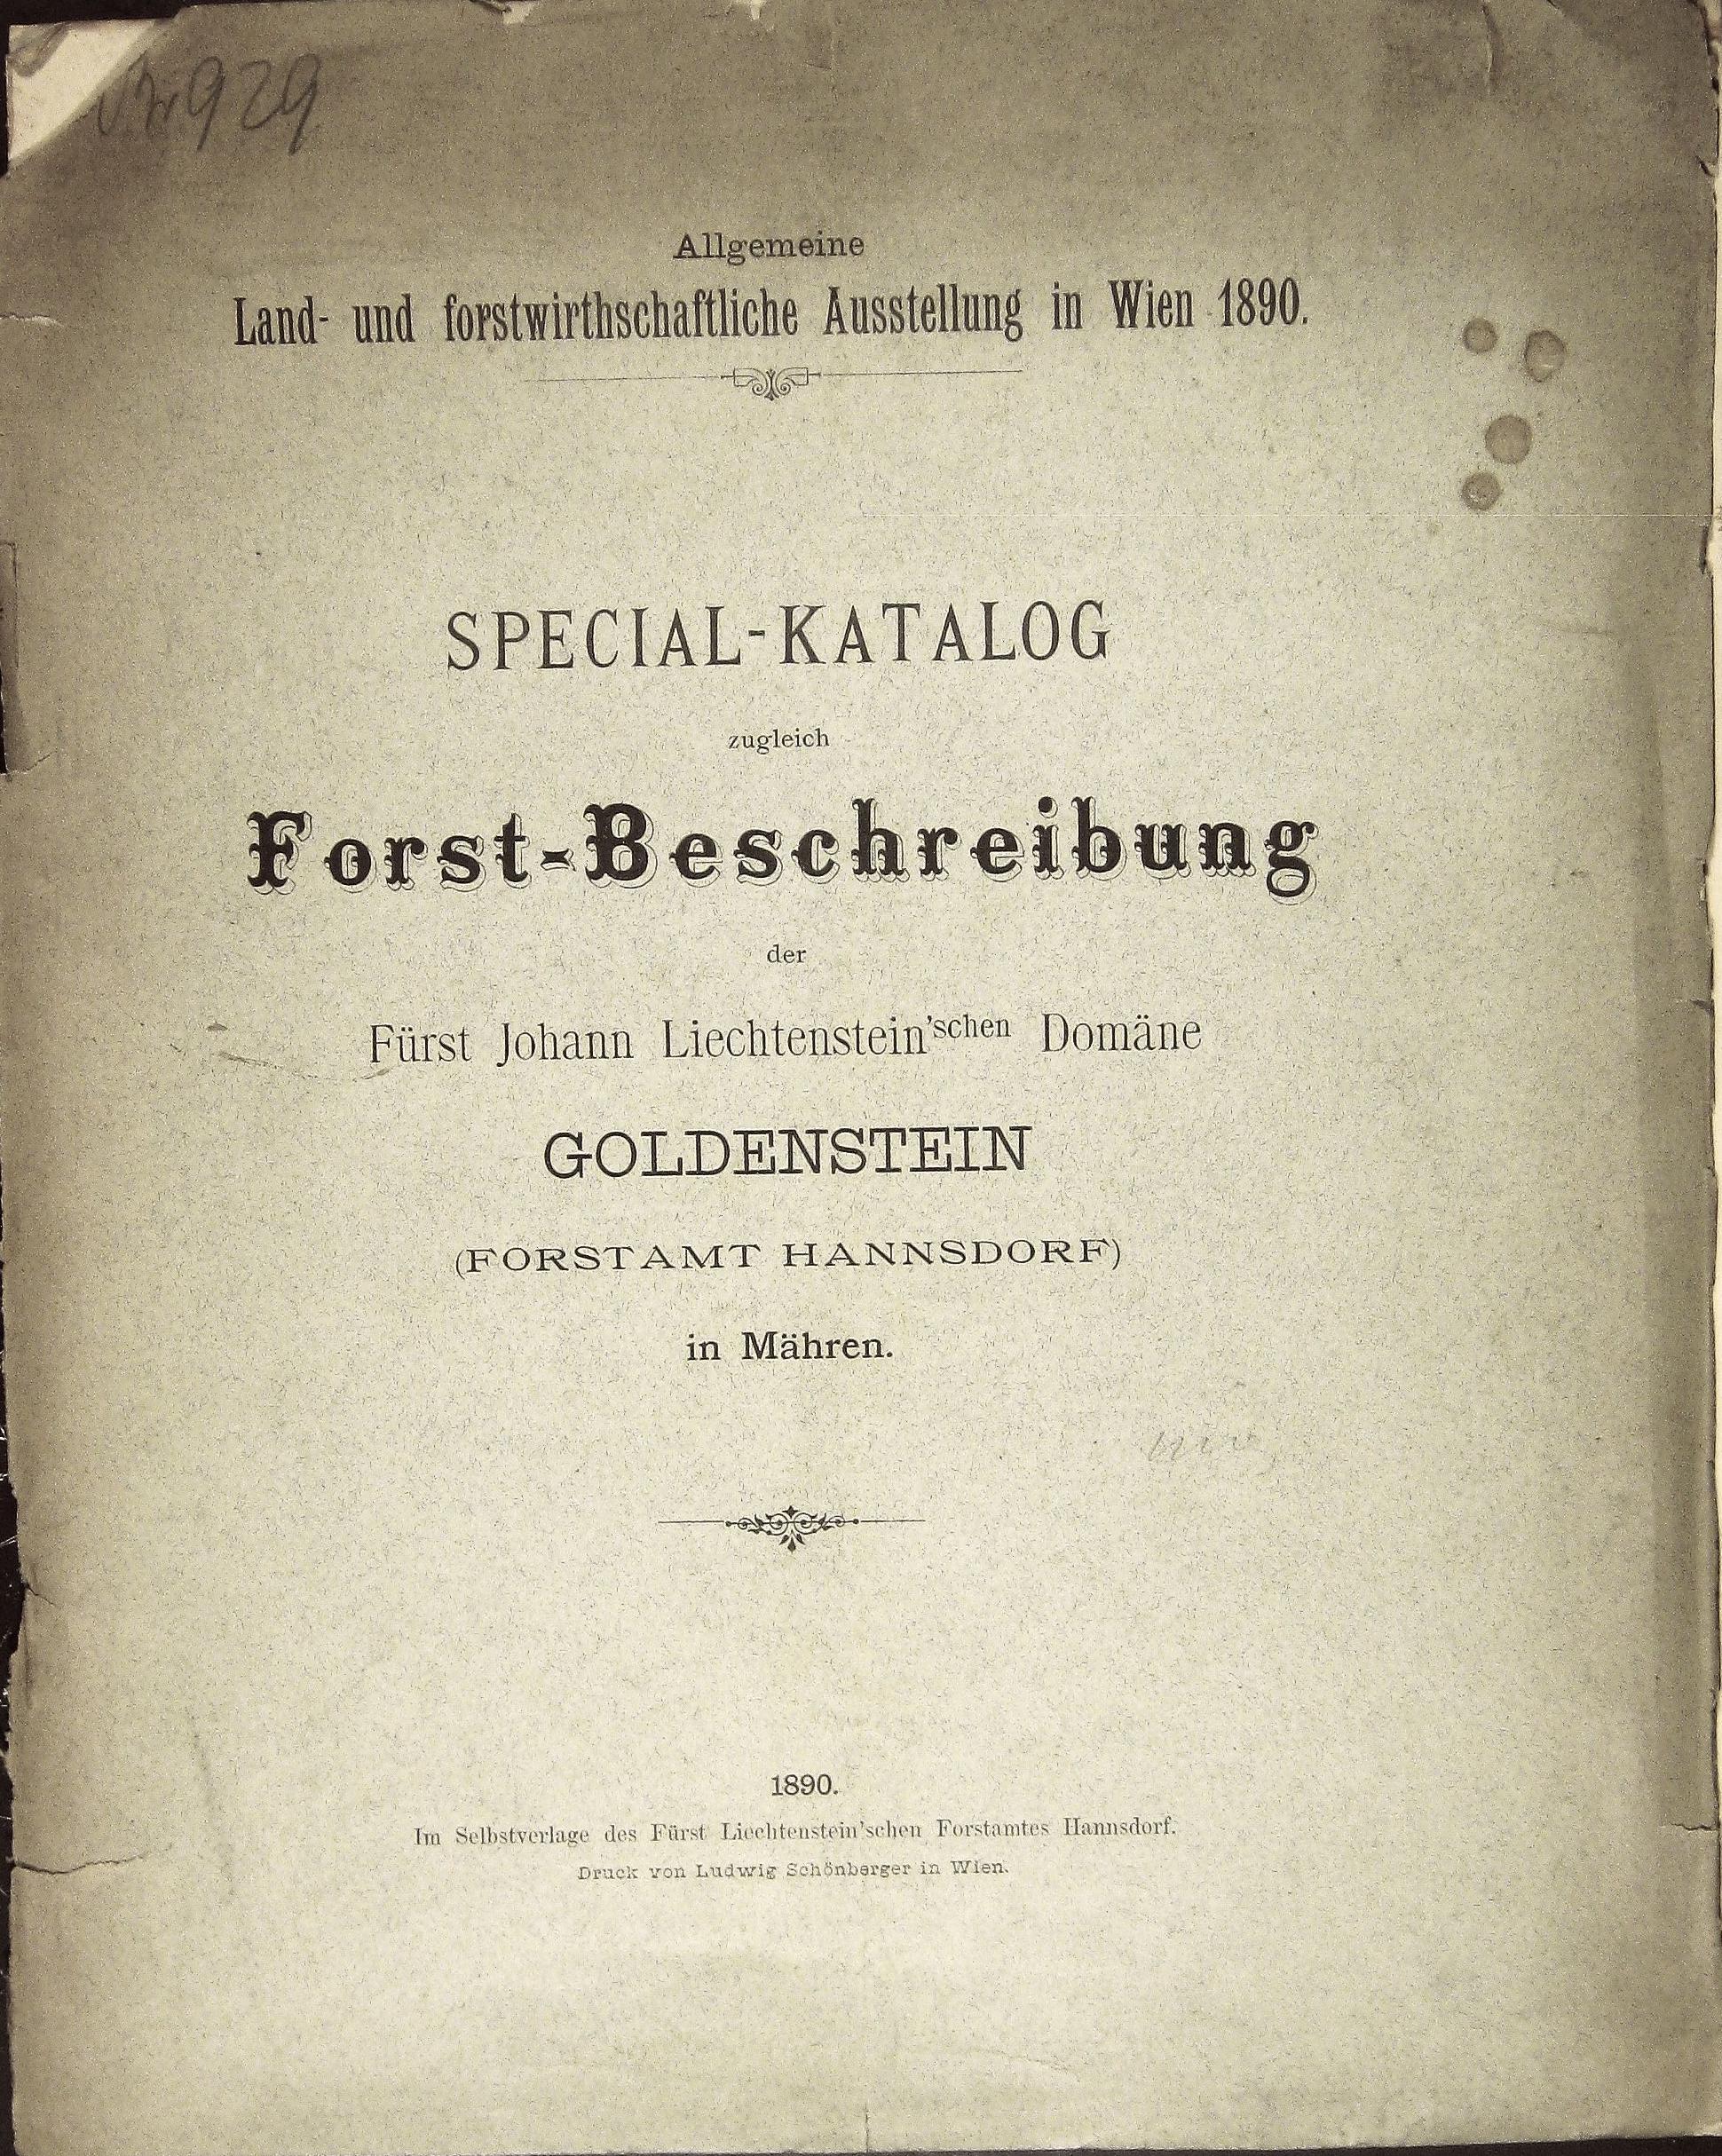 929
Allgemeine
Land- und forstwirthschaftliche Ausstellung in Wien 1890.
SPECIAL-KATALOG
zugleich
Forst-Beschreibung
der
Fürst Johann Liechtenstein'schen Domäne
GOLDENSTEIN
(FORSTAMT HANNSDORF)
in Mähren.
1890.
Im Selbstverlage des Fürst Liechtenstein'schen Forstamtes Hannsdorf.
Druck von Ludwig Schönberger in Wien.